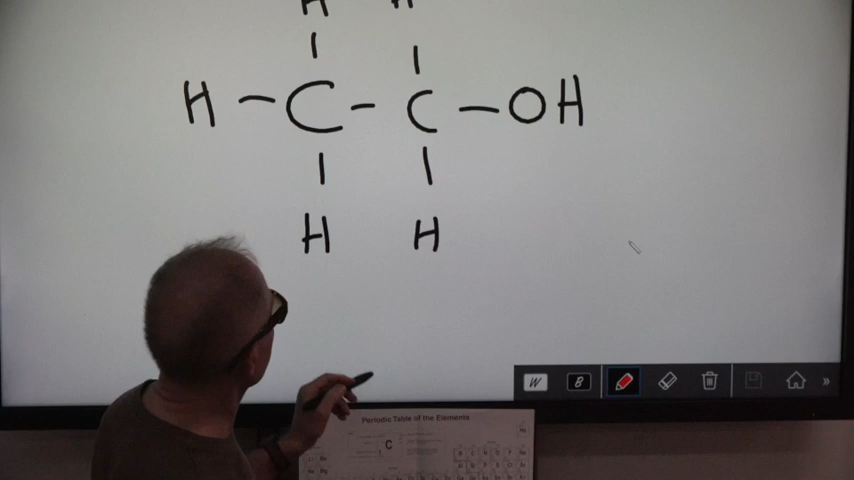 H H
H - C - C - OH
H H
W B
Periodic Table of the Elements
C